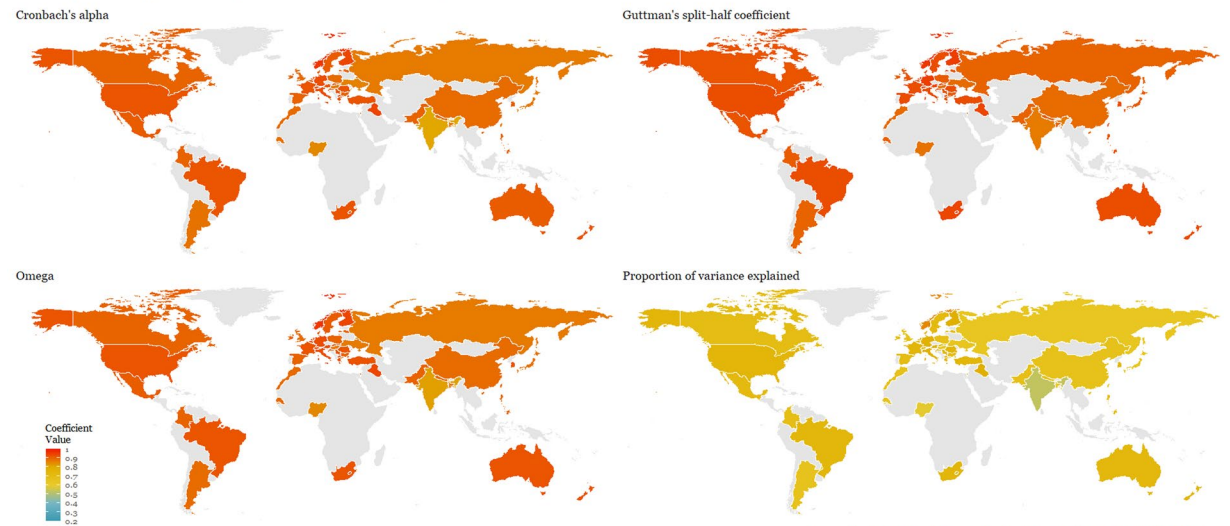 Cronbach's alpha
Guttman's split-half coefficient
Omega
Proportion of variance explained
Coefficient
Value
1
0.9
0.8
0.7
0.6
0.5
0.4
0.3
0.2